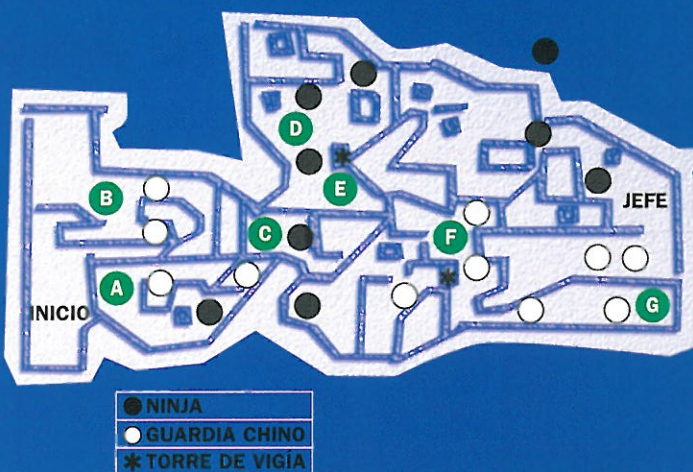 D
B
E
C
F
JEFE
A
INICIO
G
NINJA
GUARDIA CHINO
TORRE DE VIGÍA